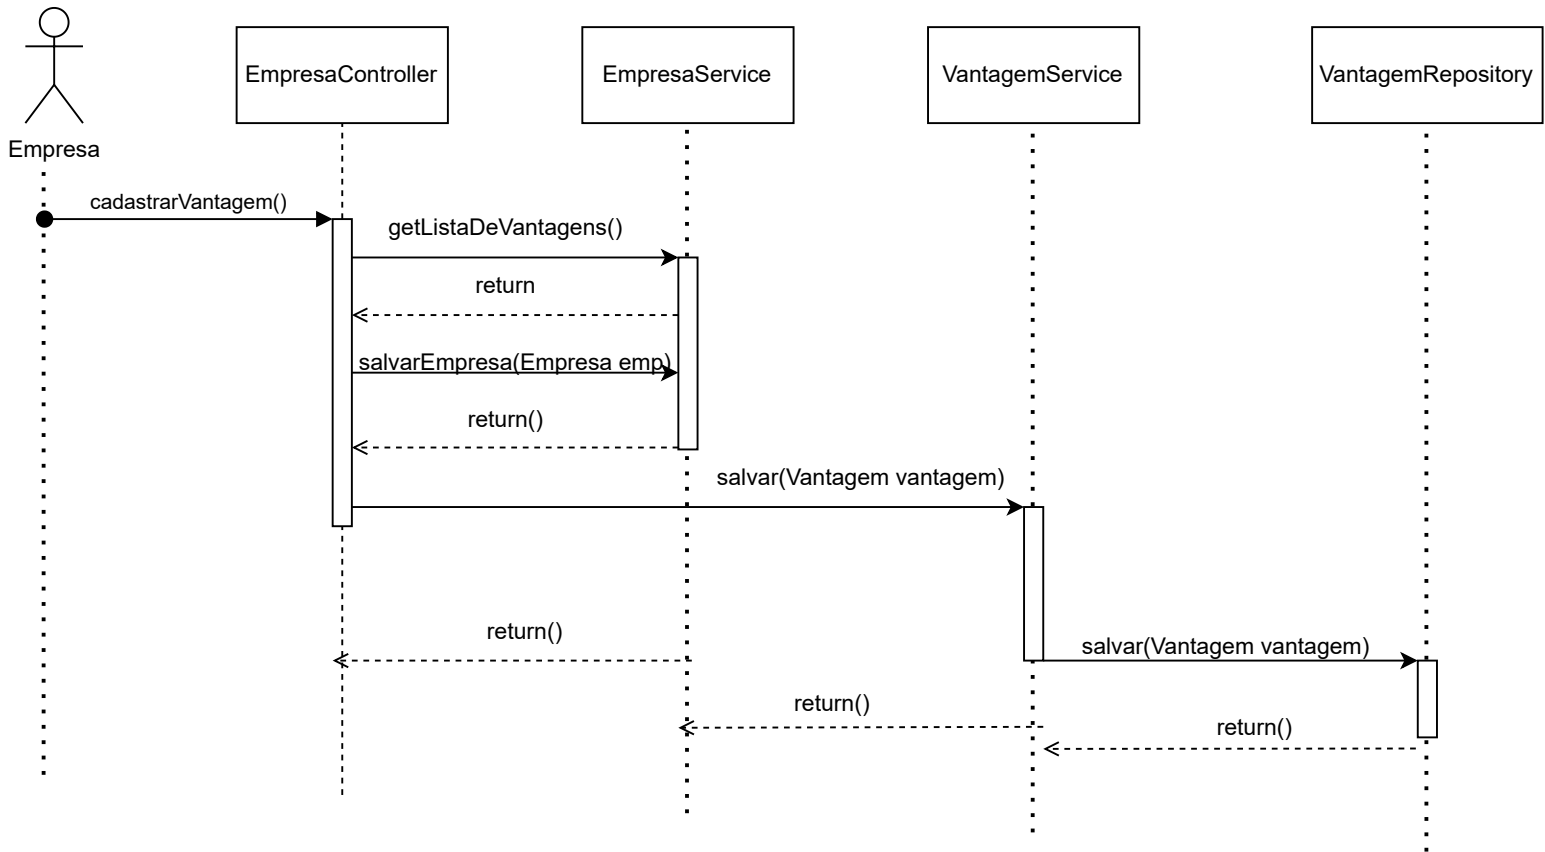 EmpresaController
EmpresaService
VantagemService
VantagemRepository
Empresa
cadastrarVantagem()
getListaDeVantagens()
return
salvarEmpresa(Empresa emp)
return()
salvar(Vantagem vantagem)
return()
salvar(Vantagem vantagem)
return()
return()